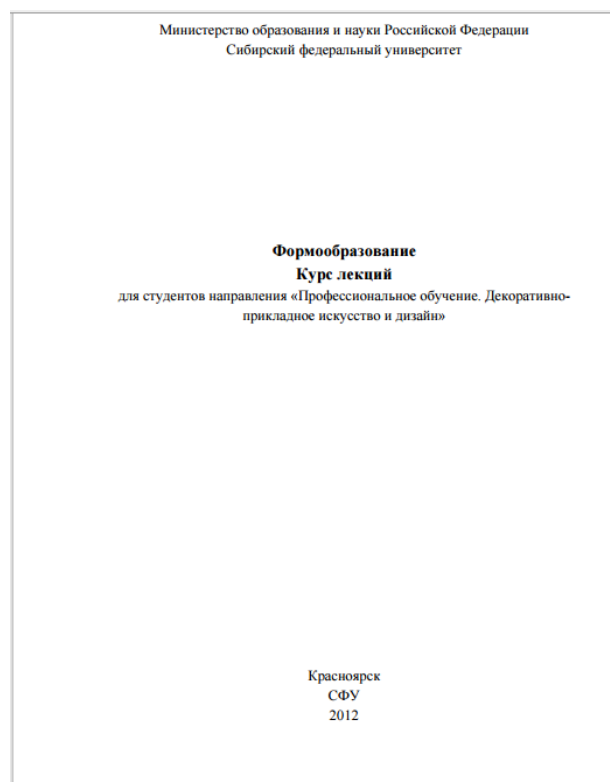 Министерство образования и науки Российской Федерации
Сибирский федеральный университет
Формообразование
Курс лекций
для студентов направления «Профессиональное обучение. Декоративно-
прикладное искусство и дизайн»
Красноярск
СФУ
2012